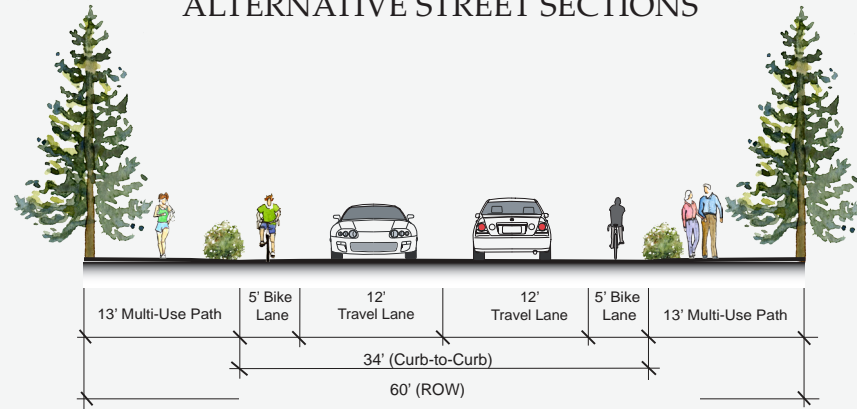 ALTERNATIVE STREET SECTIONS
13' Multi-Use Path
5' Bike
Lane
12'
Travel Lane
12'
Travel Lane
5' Bike
Lane
13' Multi-Use Path
34' (Curb-to-Curb)
60' (ROW)